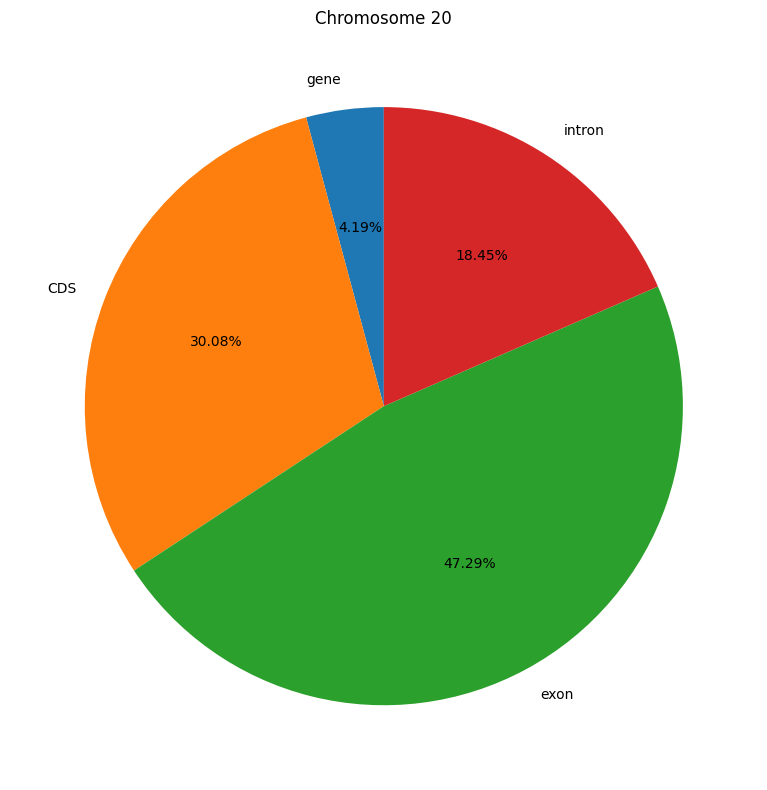 Chromosome 20
gene
intron
4.19%
18.45%
CDS
30.08%
47.29%
exon